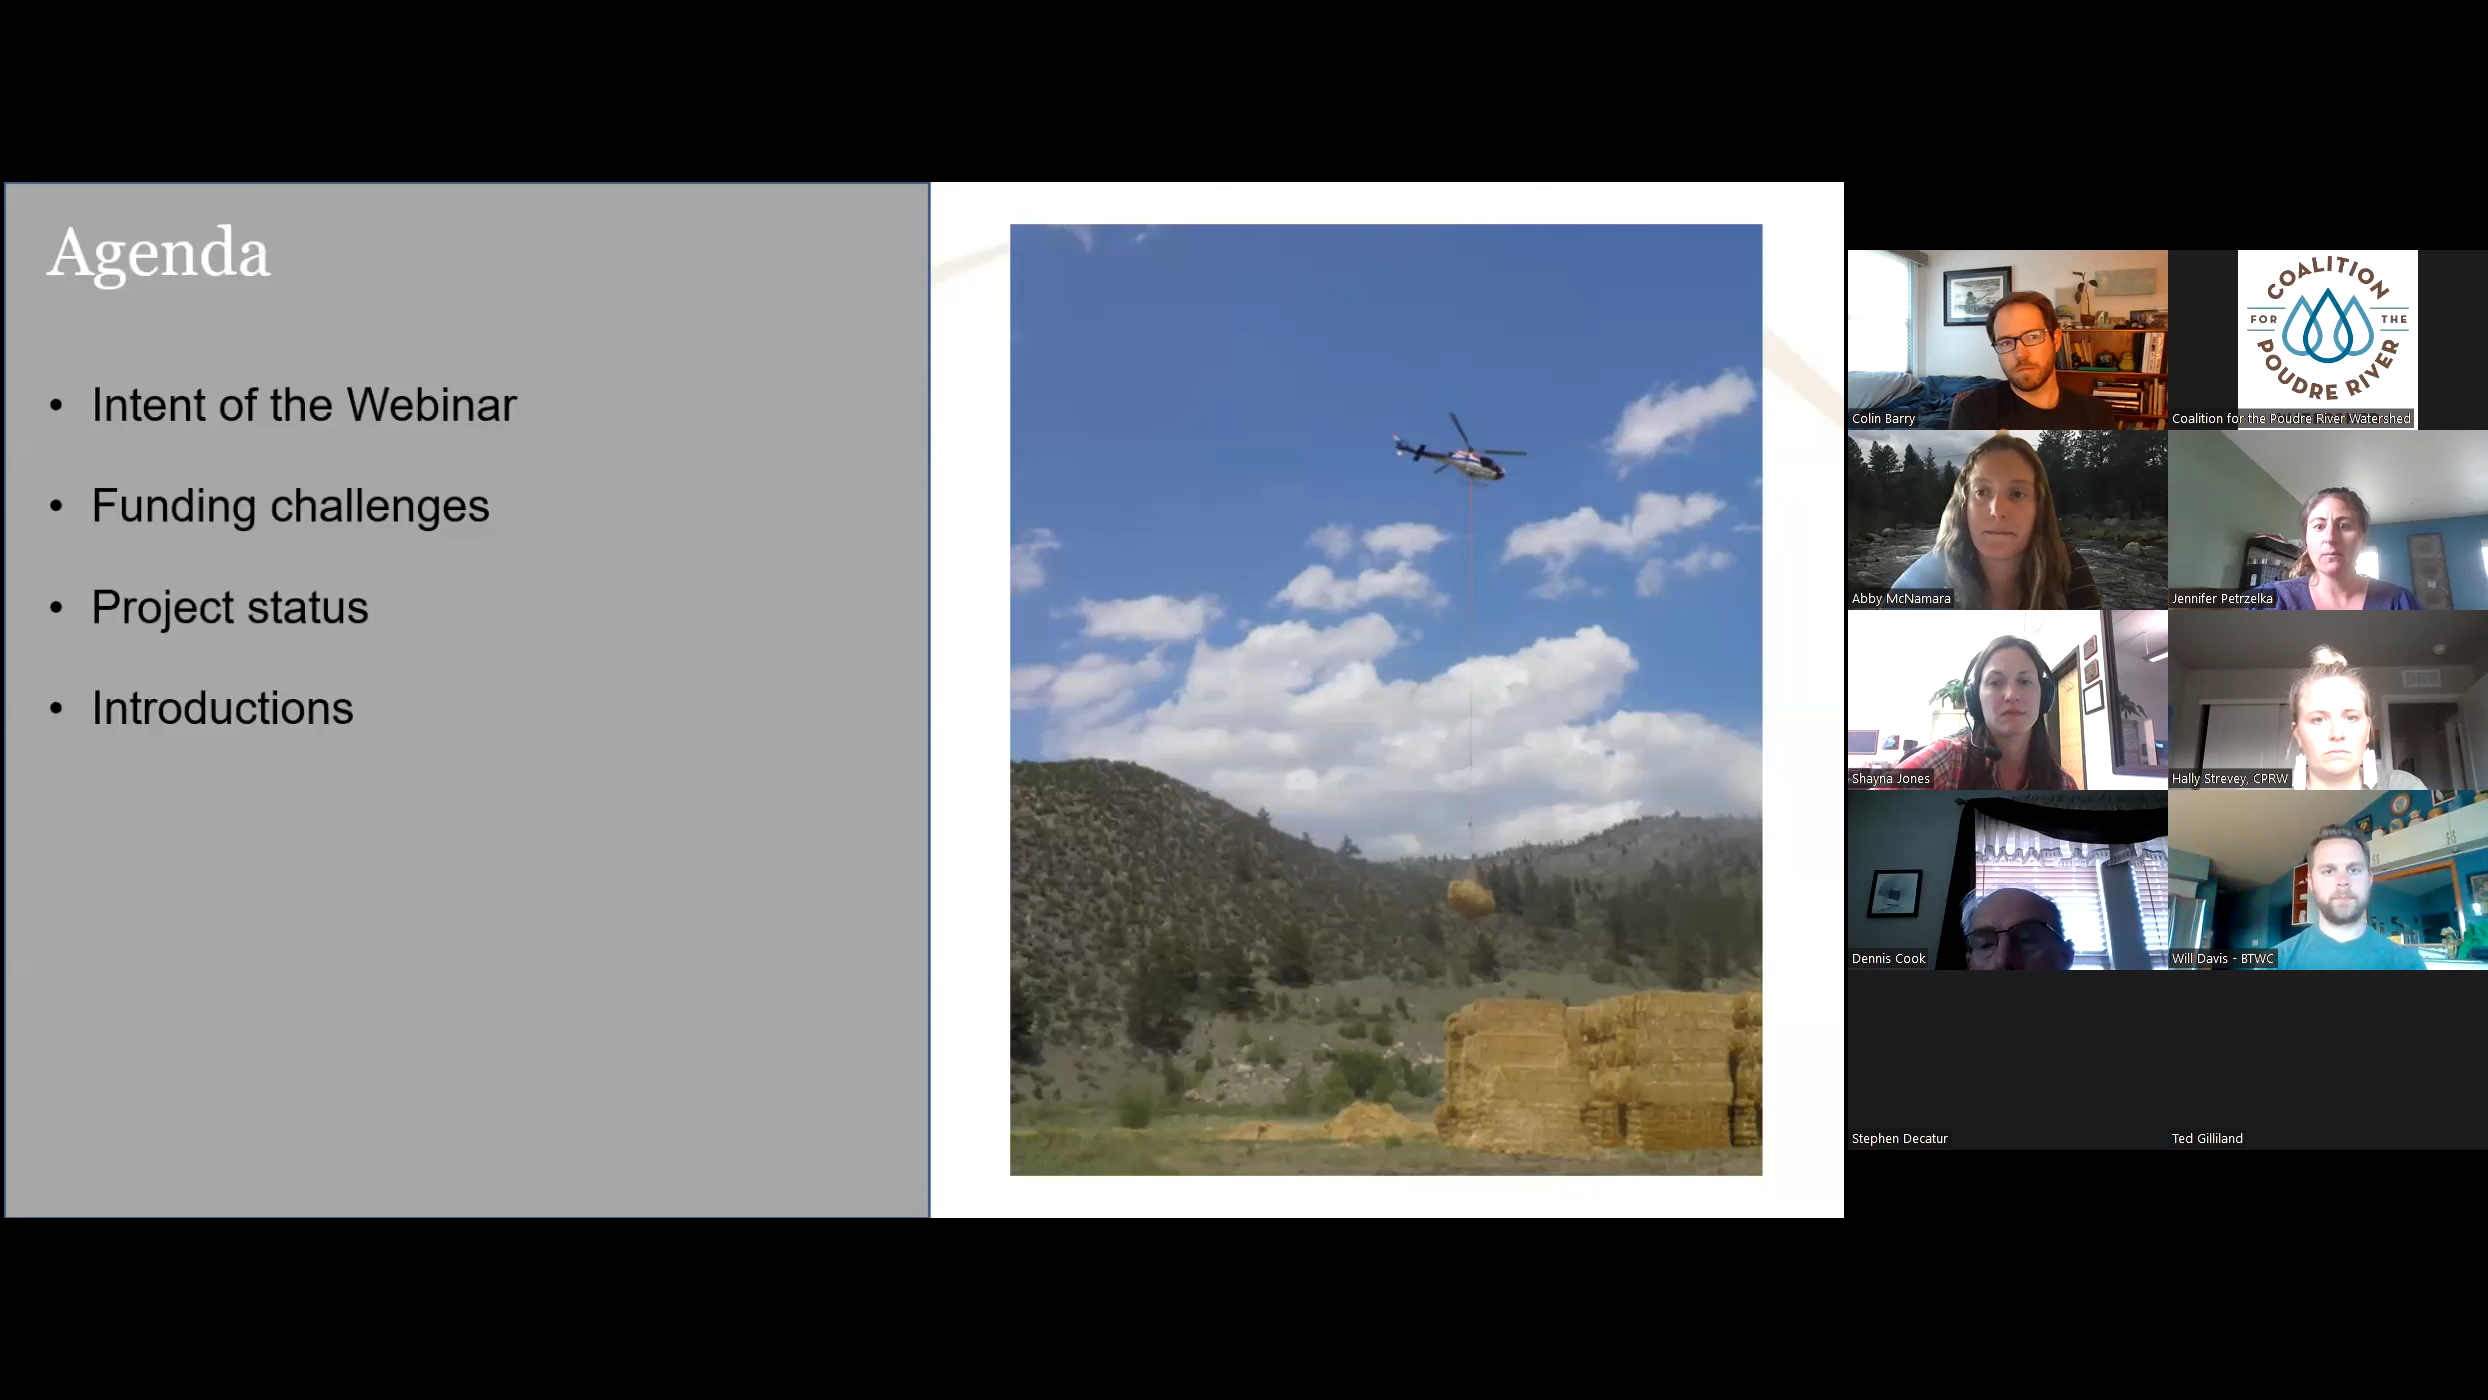 Agenda
• Intent of the Webinar
• Funding challenges
• Project status
• Introductions
Colin Barry
COALITION
FOR THE
POUDRE RIVER
Coalition for the Poudre River Watershed
Abby McNamara
Jennifer Petrzelka
Shayna Jones
Hally Strevey, CPRW
Dennis Cook
Will Davis - BTWC
Stephen Decatur
Ted Gilliland